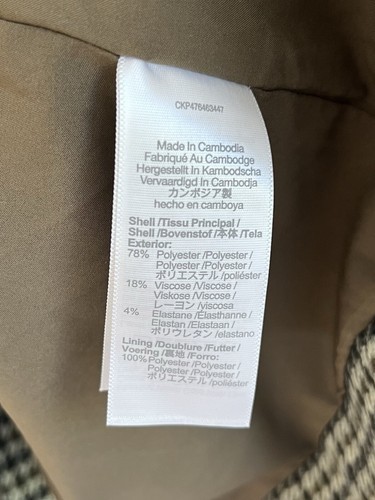 CKP476463447
Made In Cambodia
Fabriqué Au Cambodge
Hergestellt In Kambodscha
Vervaardigd In Cambodja
カンボジア製
hecho en camboya
Shell /Tissu Principal /
Shell /Bovenstof /本体 /Tela
Exterior:
78% Polyester /Polyester /
Polyester /Polyester /
ポリエステル /poliéster
18% Viscose /Viscose /
Viskose /Viscose /
レーヨン /viscosa
4% Elastane /Élasthanne /
Elastan /Elastaan /
ポリウレタン /elastano
Lining /Doublure /Futter /
Voering /裏地 /Forro:
100% Polyester /Polyester /
Polyester /Polyester /
ポリエステル /poliéster